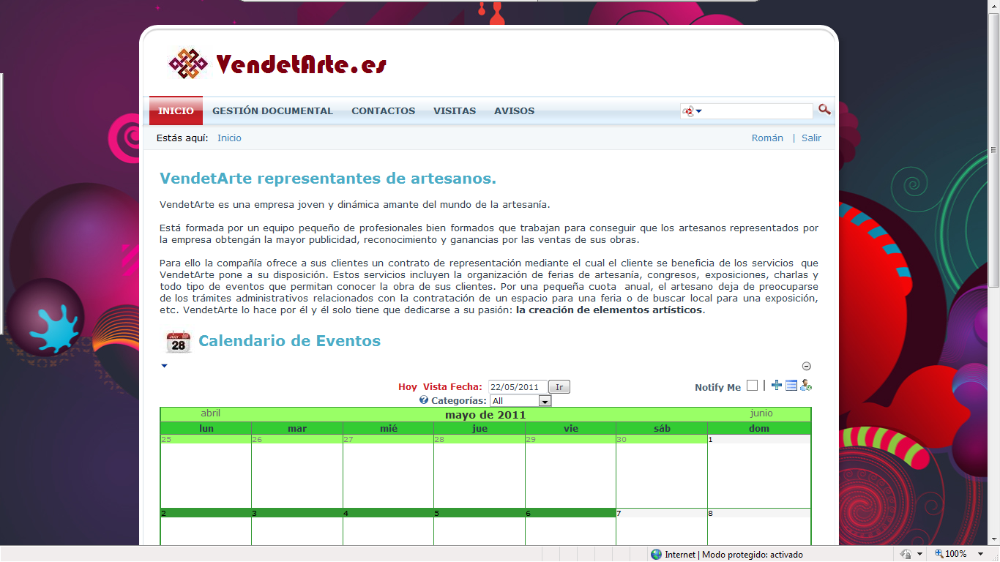 VendetArte.es
INICIO GESTIÓN DOCUMENTAL CONTACTOS VISITAS AVISOS
Estás aquí: Inicio Román | Salir
VendetArte representantes de artesanos.
VendetArte es una empresa joven y dinámica amante del mundo de la artesanía.
Está formada por un equipo pequeño de profesionales bien formados que trabajan para conseguir que los artesanos representados por
la empresa obtengán la mayor publicidad, reconocimiento y ganancias por las ventas de sus obras.
Para ello la compañía ofrece a sus clientes un contrato de representación mediante el cual el cliente se beneficia de los servicios que
VendetArte pone a su disposición. Estos servicios incluyen la organización de ferias de artesanía, congresos, exposiciones, charlas y
todo tipo de eventos que permitan conocer la obra de sus clientes. Por una pequeña cuota anual, el artesano deja de preocuparse
de los trámites administrativos relacionados con la contratación de un espacio para una feria o de buscar local para una exposición,
etc. VendetArte lo hace por él y él solo tiene que dedicarse a su pasión: la creación de elementos artísticos.
JULY 28 Calendario de Eventos
Hoy Vista Fecha: 22/05/2011 Ir Notify Me |
Categorías: All
abril mayo de 2011 junio
lun mar mié jue vie sáb dom
25 26 27 28 29 30 1
2 3 4 5 6 7 8
Internet | Modo protegido: activado 100%